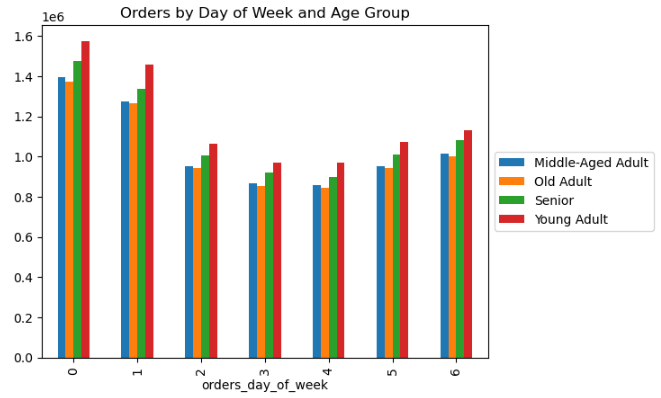 Orders by Day of Week and Age Group
1e6
1.6
1.4
1.2
1.0
0.8
0.6
0.4
0.2
0.0
0 1 2 3 4 5 6
orders_day_of_week
Middle-Aged Adult
Old Adult
Senior
Young Adult